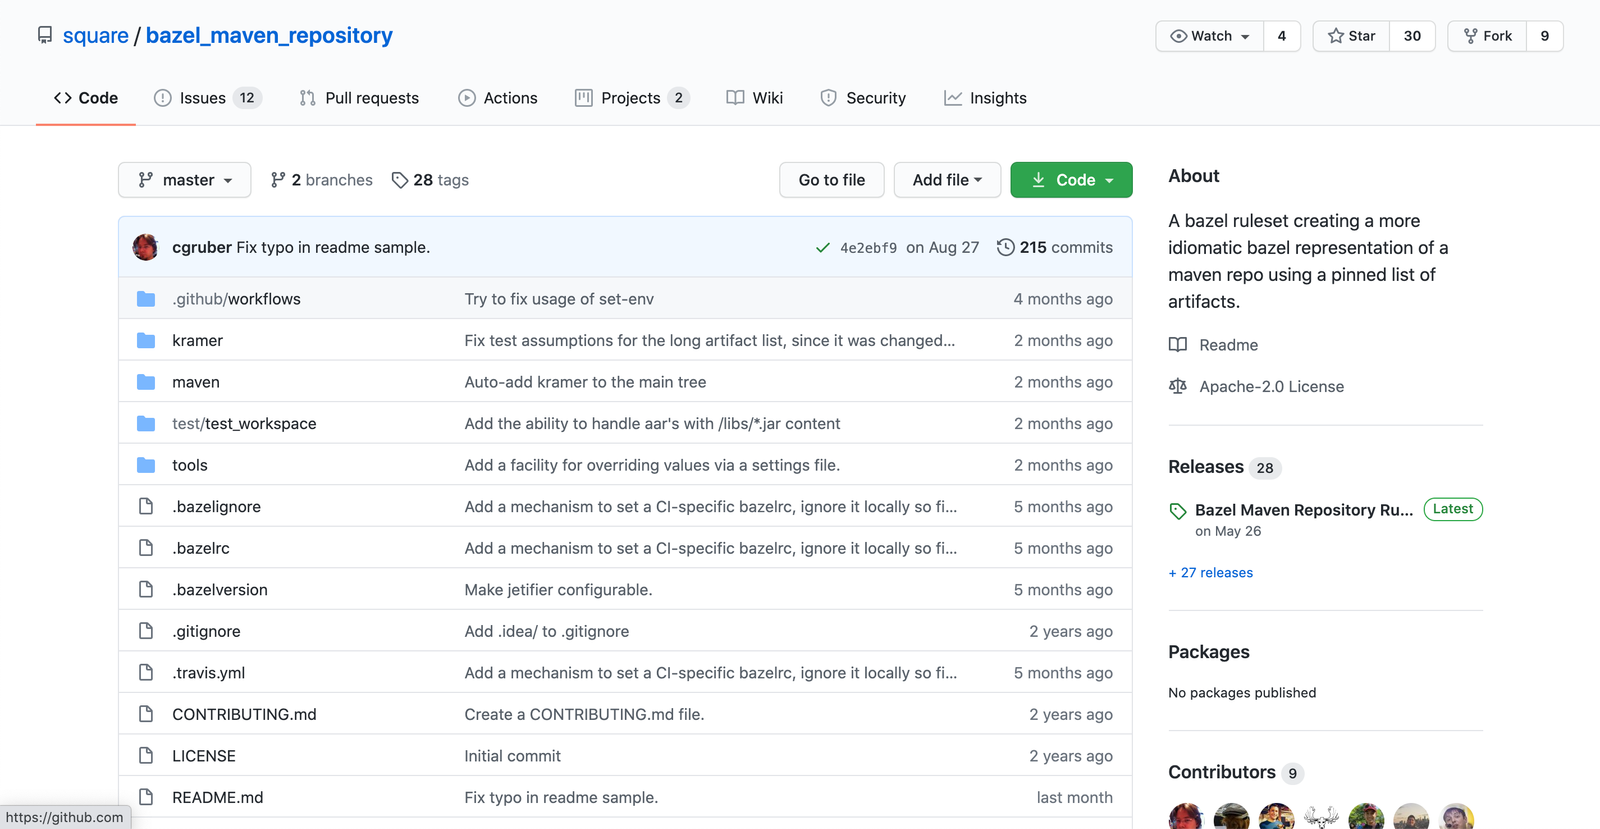 square / bazel_maven_repository
Watch 4
Star 30
Fork 9
Code
Issues 12
Pull requests
Actions
Projects 2
Wiki
Security
Insights
master
2 branches
28 tags
Go to file
Add file
Code
cgruber Fix typo in readme sample. 4e2ebf9 on Aug 27 215 commits
.github/workflows Try to fix usage of set-env 4 months ago
kramer Fix test assumptions for the long artifact list, since it was changed... 2 months ago
maven Auto-add kramer to the main tree 2 months ago
test/test_workspace Add the ability to handle aar's with /libs/*.jar content 2 months ago
tools Add a facility for overriding values via a settings file. 2 months ago
.bazelignore Add a mechanism to set a CI-specific bazelrc, ignore it locally so fi... 5 months ago
.bazelrc Add a mechanism to set a CI-specific bazelrc, ignore it locally so fi... 5 months ago
.bazelversion Make jetifier configurable. 5 months ago
.gitignore Add .idea/ to .gitignore 2 years ago
.travis.yml Add a mechanism to set a CI-specific bazelrc, ignore it locally so fi... 5 months ago
CONTRIBUTING.md Create a CONTRIBUTING.md file. 2 years ago
LICENSE Initial commit 2 years ago
README.md Fix typo in readme sample. last month
About
A bazel ruleset creating a more
idiomatic bazel representation of a
maven repo using a pinned list of
artifacts.
Readme
Apache-2.0 License
Releases 28
Bazel Maven Repository Ru... Latest
on May 26
+ 27 releases
Packages
No packages published
Contributors 9
https://github.com